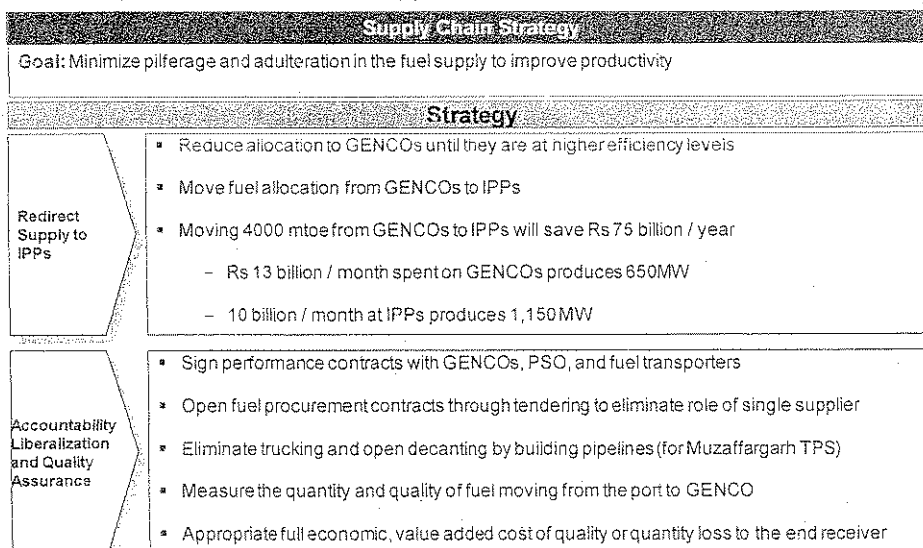 Supply Chain Strategy
Goal: Minimize pilferage and adulteration in the fuel supply to improve productivity
Strategy
Redirect
Supply to
IPPs
▪ Reduce allocation to GENCOs until they are at higher efficiency levels
▪ Move fuel allocation from GENCOs to IPPs
▪ Moving 4000 mtoe from GENCOs to IPPs will save Rs 75 billion / year
– Rs 13 billion / month spent on GENCOs produces 650MW
– 10 billion / month at IPPs produces 1,150MW
Accountability
Liberalization
and Quality
Assurance
▪ Sign performance contracts with GENCOs, PSO, and fuel transporters
▪ Open fuel procurement contracts through tendering to eliminate role of single supplier
▪ Eliminate trucking and open decanting by building pipelines (for Muzaffargarh TPS)
▪ Measure the quantity and quality of fuel moving from the port to GENCO
▪ Appropriate full economic, value added cost of quality or quantity loss to the end receiver